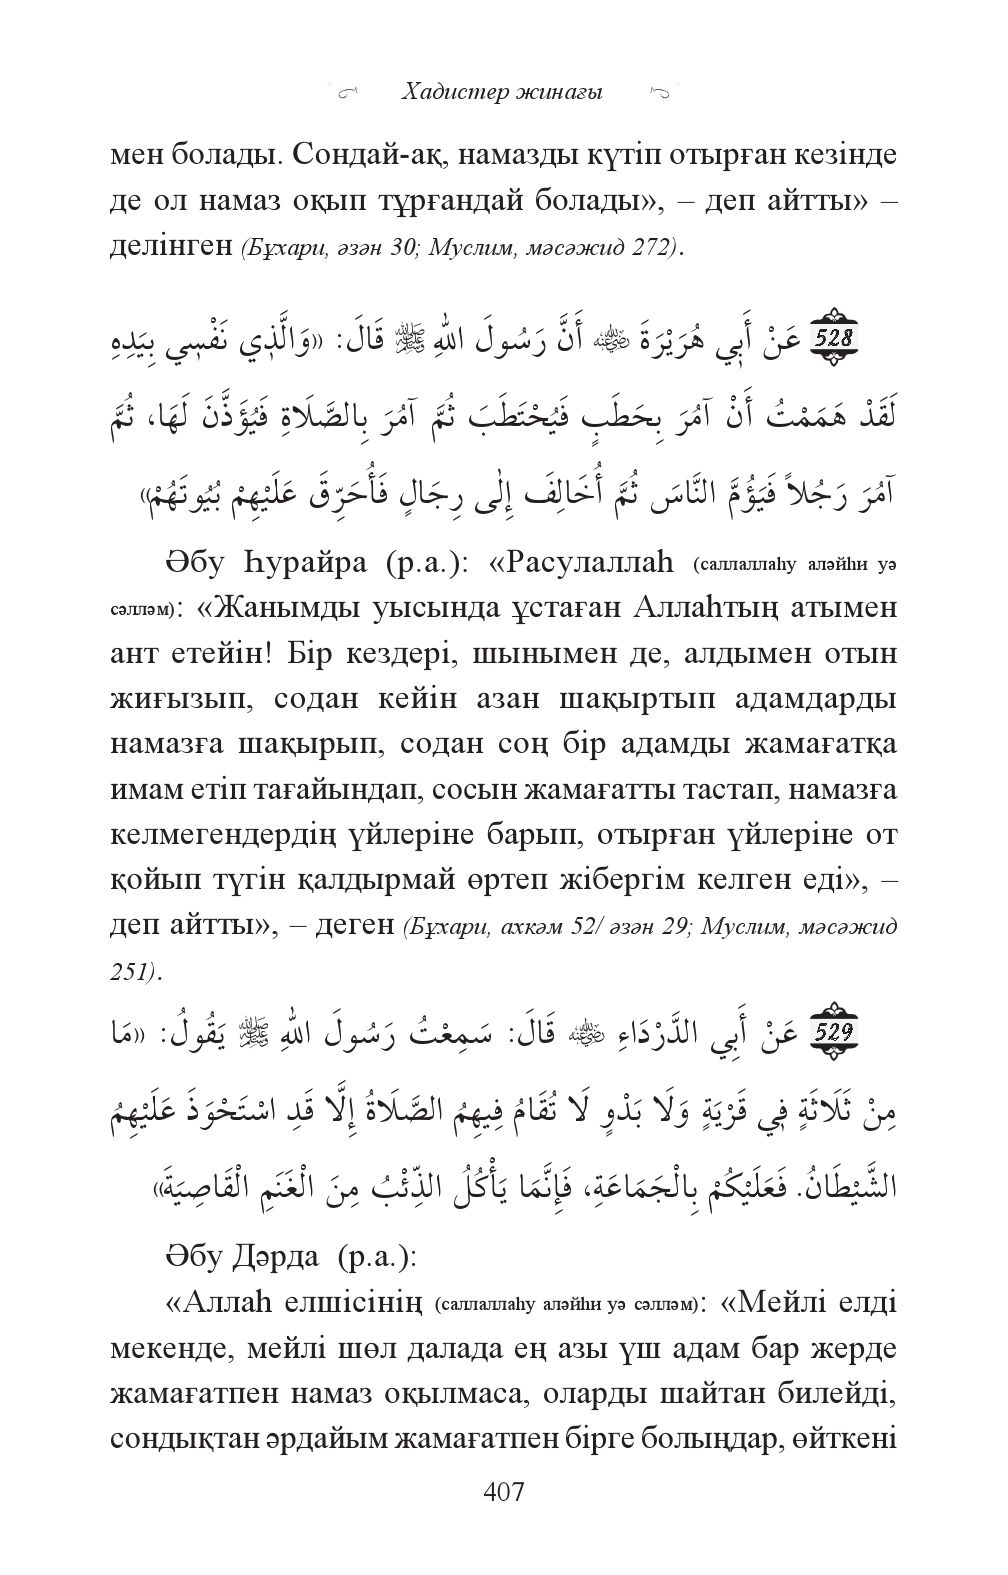 Хадистер жинағы
мен болады. Сондай-ақ, намазды күтіп отырған кезінде
де ол намаз оқып тұрғандай болады», – деп айтты» –
делінген (Бұхари, әзән 30; Муслим, мәсәжид 272).
528 عَنْ أَبِي هُرَيْرَةَ ﷺ أَنَّ رَسُولَ اللهِ ﷺ قَالَ: «وَالَّذِي نَفْسِي بِيَدِهِ
لَقَدْ هَمَمْتُ أَنْ آمُرَ بِحَطَبٍ فَيُحْتَطَبَ ثُمَّ آمُرَ بِالصَّلَاةِ فَيُؤَذَّنَ لَهَا، ثُمَّ
آمُرُ رَجُلاً فَيَؤُمَّ النَّاسَ ثُمَّ أُخَالِفَ إِلٰى رِجَالٍ فَأُحَرِّقَ عَلَيْهِمْ بُيُوتَهُمْ»
Әбу Һурайра (р.а.): «Расулаллаһ (саллаллаһу аләйһи уә
сәлләм): «Жанымды уысында ұстаған Аллаһтың атымен
ант етейін! Бір кездері, шынымен де, алдымен отын
жиғызып, содан кейін азан шақыртып адамдарды
намазға шақырып, содан соң бір адамды жамағатқа
имам етіп тағайындап, сосын жамағатты тастап, намазға
келмегендердің үйлеріне барып, отырған үйлеріне от
қойып түгін қалдырмай өртеп жібергім келген еді», –
деп айтты», – деген (Бұхари, ахкәм 52/ әзән 29; Муслим, мәсәжид
251).
529 عَنْ أَبِي الدَّرْدَاءِ رضي الله عنه قَالَ: سَمِعْتُ رَسُولَ اللهِ ﷺ يَقُولُ: «مَا
مِنْ ثَلَاثَةٍ فِي قَرْيَةٍ وَلَا بَدْوٍ لَا تُقَامُ فِيهِمُ الصَّلَاةُ إِلَّا قَدِ اسْتَحْوَذَ عَلَيْهِمُ
الشَّيْطَانُ. فَعَلَيْكُمْ بِالْجَمَاعَةِ، فَإِنَّمَا يَأْكُلُ الذِّئْبُ مِنَ الْغَنَمِ الْقَاصِيَةَ»
Әбу Дәрда (р.а.):
«Аллаһ елшісінің (саллаллаһу аләйһи уә сәлләм): «Мейлі елді
мекенде, мейлі шөл далада ең азы үш адам бар жерде
жамағатпен намаз оқылмаса, оларды шайтан билейді,
сондықтан әрдайым жамағатпен бірге болыңдар, өйткені
407